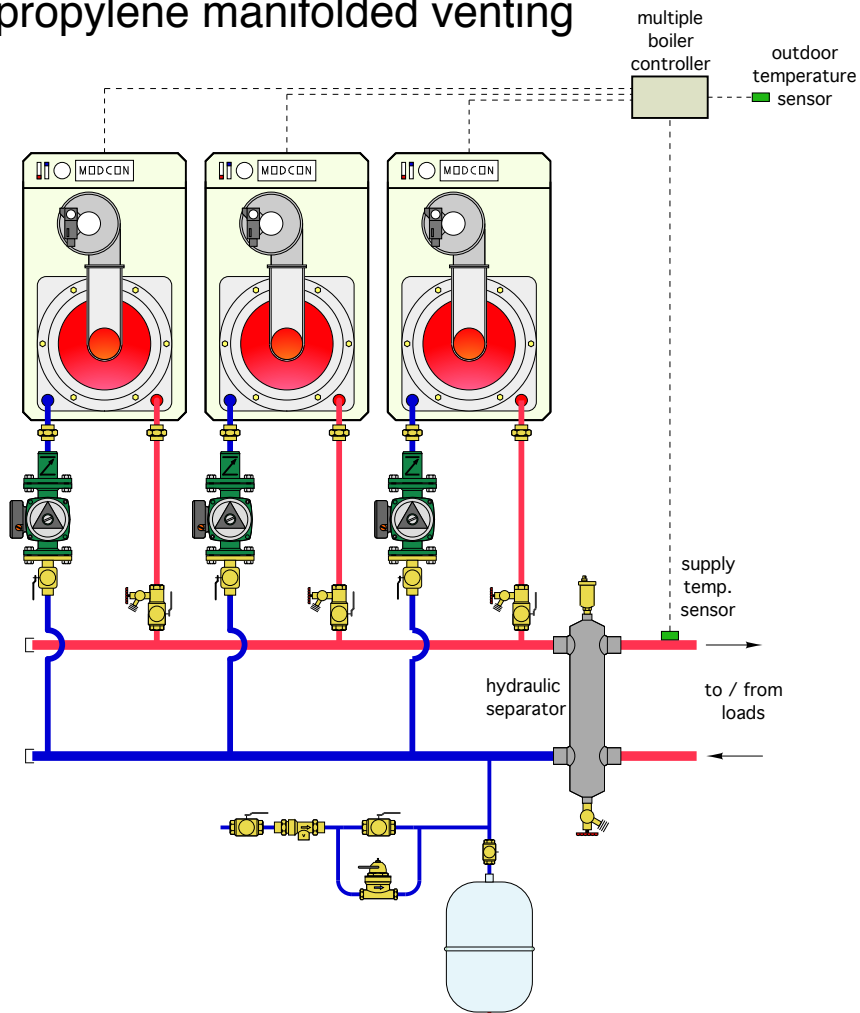 propylene manifolded venting
multiple
boiler
controller
outdoor
temperature
sensor
MODCON
MODCON
MODCON
supply
temp.
sensor
hydraulic
separator
to / from
loads